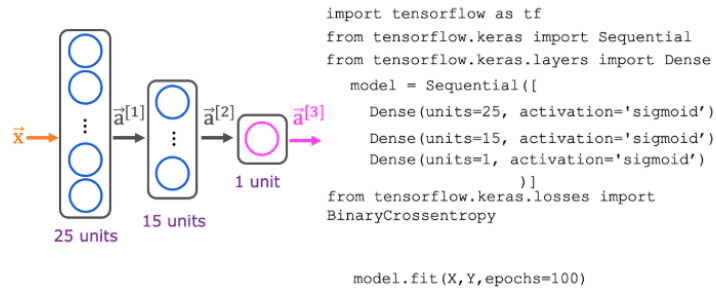 import tensorflow as tf
from tensorflow.keras import Sequential
from tensorflow.keras.layers import Dense
model = Sequential([
Dense(units=25, activation='sigmoid’)
Dense(units=15, activation='sigmoid’)
Dense(units=1, activation='sigmoid’)
)]
from tensorflow.keras.losses import
BinaryCrossentropy
model.fit(X,Y,epochs=100)
x⃗
a⃗[1]
a⃗[2]
a⃗[3]
25 units
15 units
1 unit